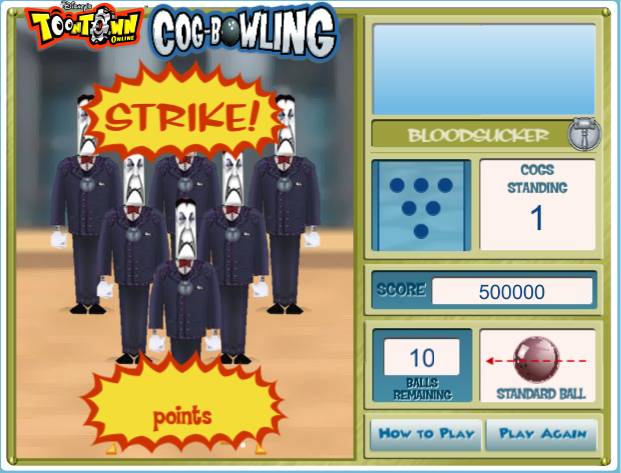 Disney's
TOONTOWN
ONLINE
COG-BOWLING
STRIKE!
points
BLOODSUCKER
COGS
STANDING
1
SCORE
500000
10
BALLS
REMAINING
STANDARD BALL
HOW TO PLAY
PLAY AGAIN